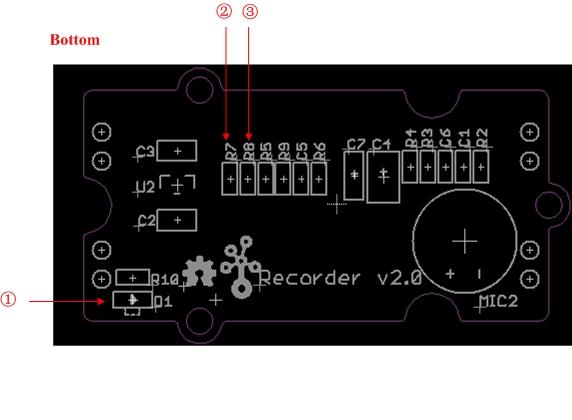 ② ③
Bottom
C3 R7 R8 R5 R9 C5 R6 C7 C4 R4 R3 C6 C1 R2
U2
C2
R10 Recorder v2.0 + -
① D1 MIC2